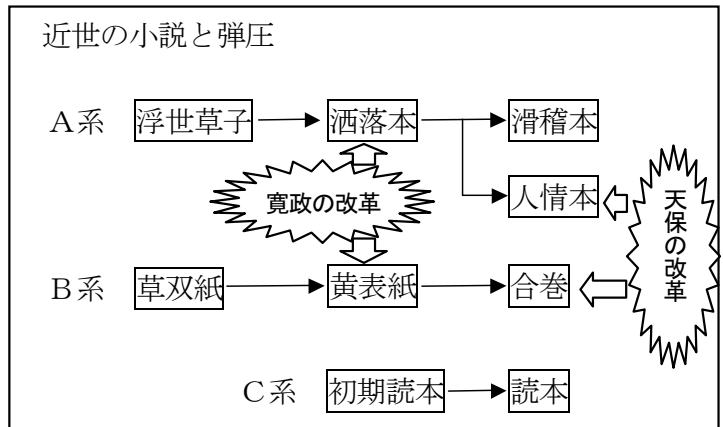 近世の小説と弾圧
A系 浮世草子 洒落本 滑稽本
寛政の改革
人情本
天保の改革
B系 草双紙 黄表紙 合巻
C系 初期読本 読本